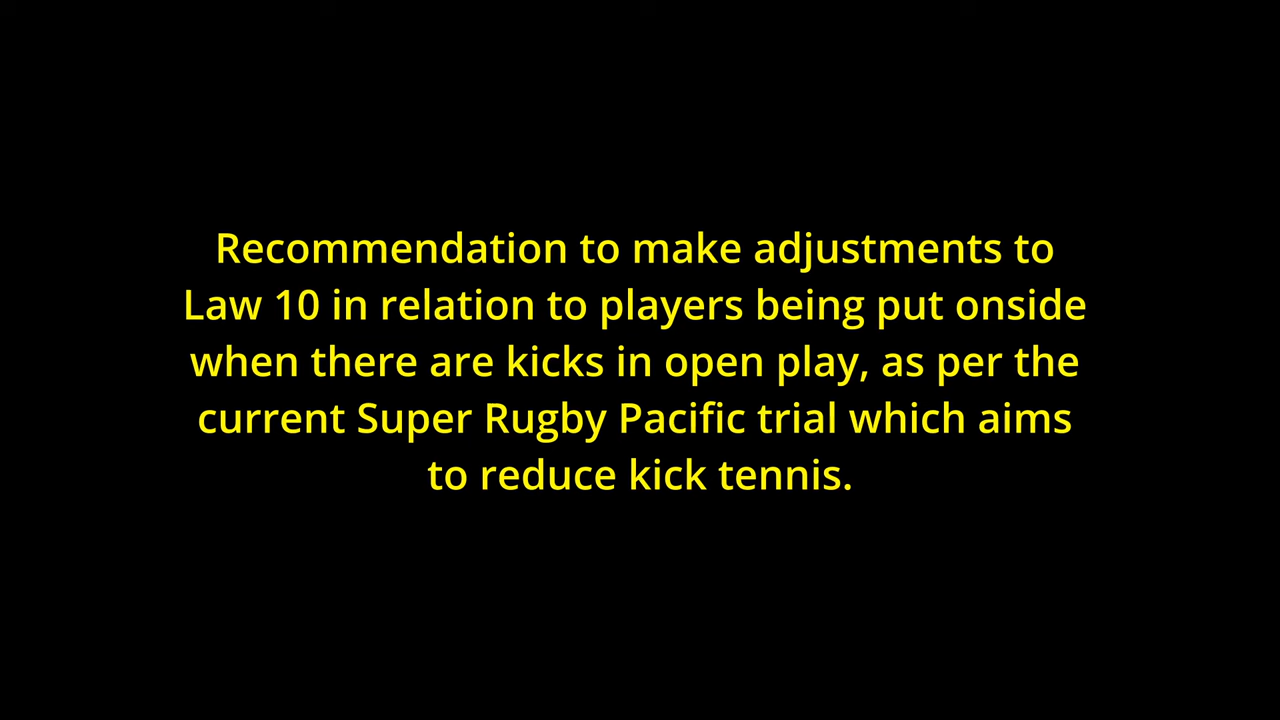 Recommendation to make adjustments to
Law 10 in relation to players being put onside
when there are kicks in open play, as per the
current Super Rugby Pacific trial which aims
to reduce kick tennis.